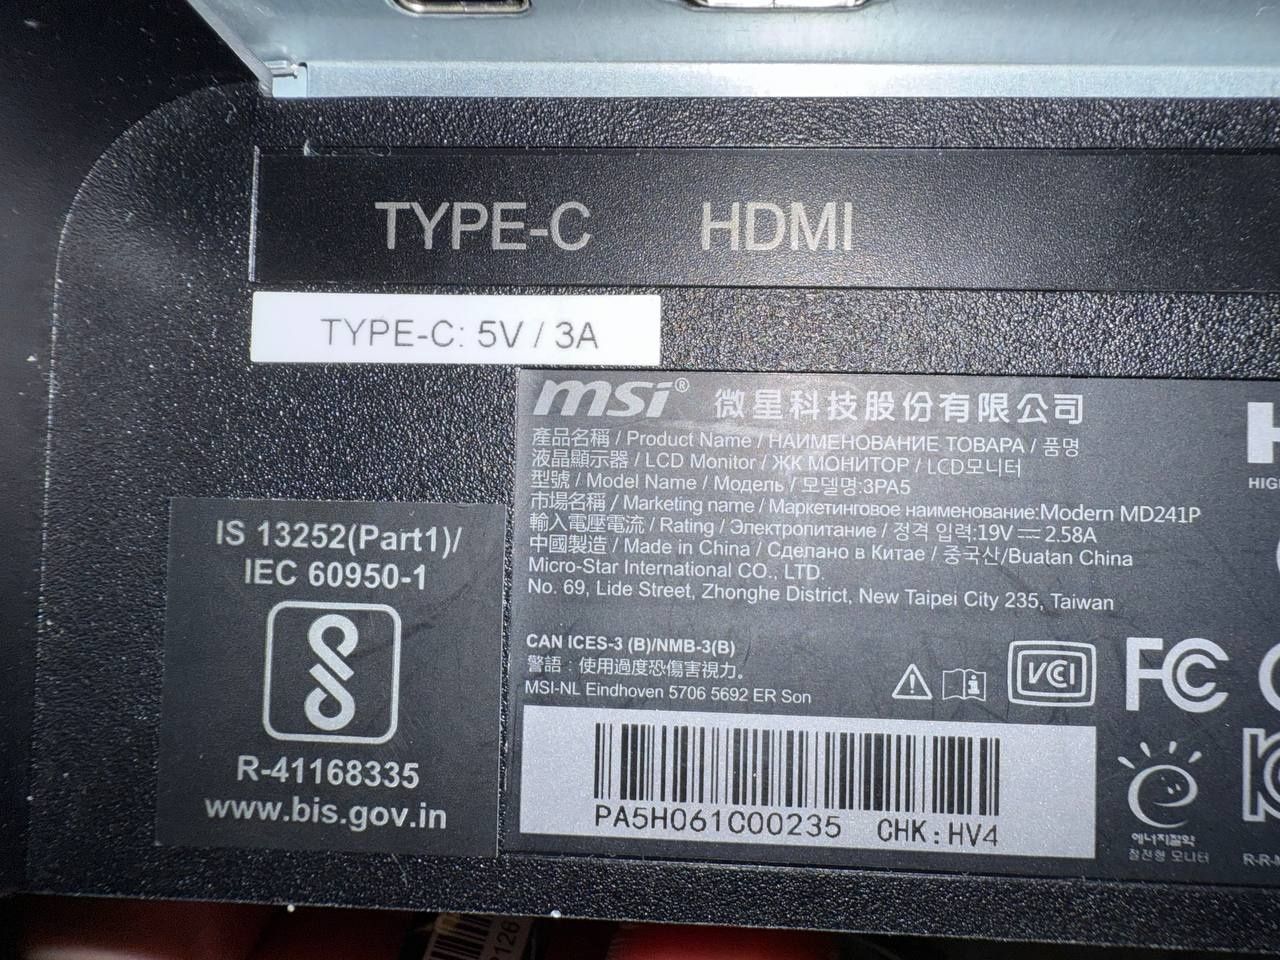 TYPE-C HDMI
TYPE-C: 5V / 3A
msi® 微星科技股份有限公司
產品名稱 / Product Name / НАИМЕНОВАНИЕ ТОВАРА / 품명
液晶顯示器 / LCD Monitor / ЖК МОНИТОР / LCD모니터
型號 / Model Name / Модель / 모델명:3PA5
市場名稱 / Marketing name / Маркетинговое наименование:Modern MD241P
輸入電壓電流 / Rating / Электропитание / 정격 입력:19V ⎓ 2.58A
中國製造 / Made in China / Сделано в Китае / 중국산/Buatan China
Micro-Star International CO., LTD.
No. 69, Lide Street, Zhonghe District, New Taipei City 235, Taiwan
CAN ICES-3 (B)/NMB-3(B)
警語：使用過度恐傷害視力。
MSI-NL Eindhoven 5706 5692 ER Son
VCCI
FC
PA5H061C00235 CHK:HV4
에너지절약
절전형 모니터
IS 13252(Part1)/
IEC 60950-1
R-41168335
www.bis.gov.in